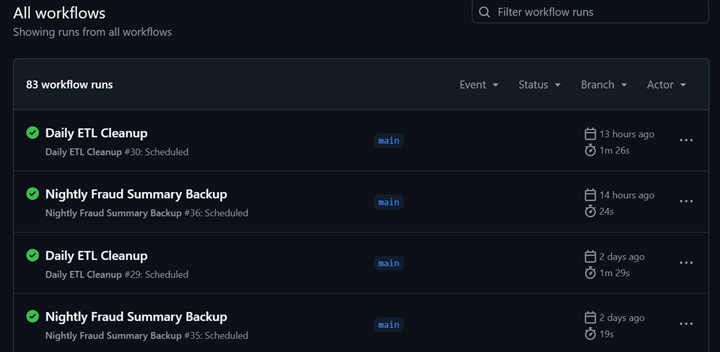 All workflows
Filter workflow runs
Showing runs from all workflows
83 workflow runs
Event
Status
Branch
Actor
Daily ETL Cleanup
main
13 hours ago
Daily ETL Cleanup #30: Scheduled
1m 26s
Nightly Fraud Summary Backup
main
14 hours ago
Nightly Fraud Summary Backup #36: Scheduled
24s
Daily ETL Cleanup
main
2 days ago
Daily ETL Cleanup #29: Scheduled
1m 29s
Nightly Fraud Summary Backup
main
2 days ago
Nightly Fraud Summary Backup #35: Scheduled
19s